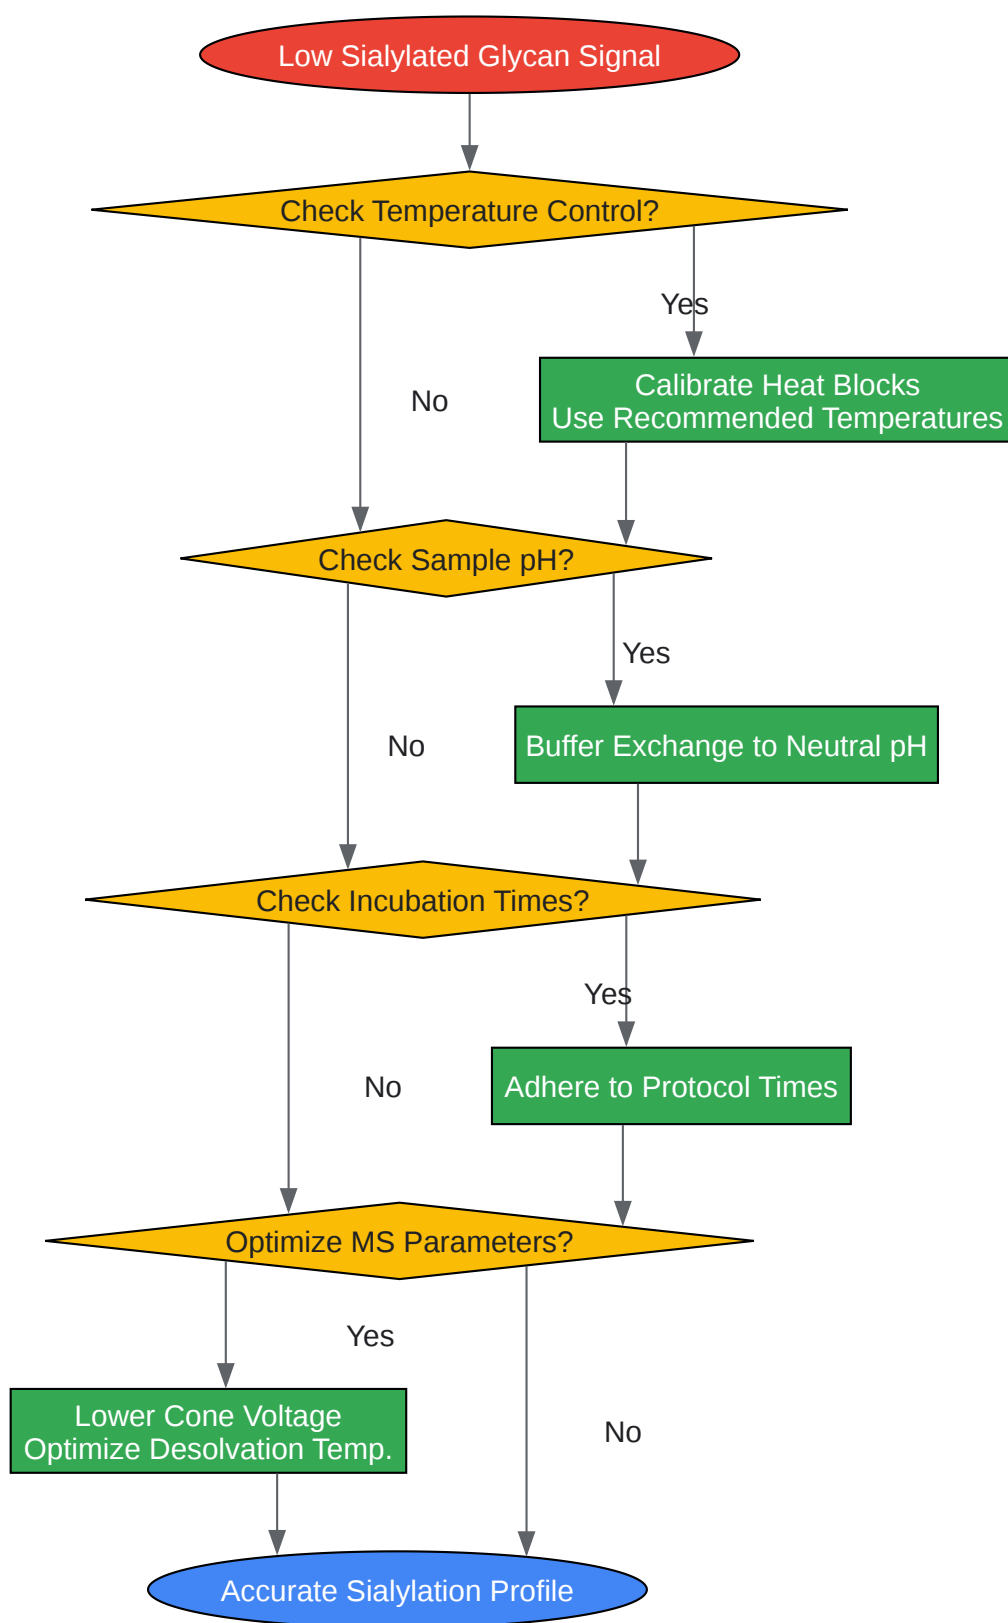 Low Sialylated Glycan Signal
Check Temperature Control?
Yes
Calibrate Heat Blocks
Use Recommended Temperatures
No
Check Sample pH?
Yes
Buffer Exchange to Neutral pH
No
Check Incubation Times?
Yes
Adhere to Protocol Times
No
Optimize MS Parameters?
Yes
Lower Cone Voltage
Optimize Desolvation Temp.
No
Accurate Sialylation Profile